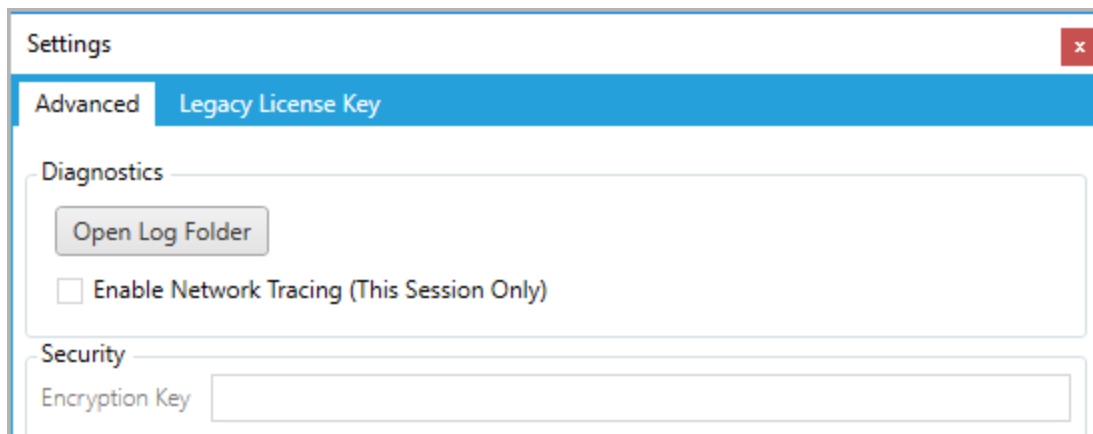 Settings
x
Advanced Legacy License Key
Diagnostics
Open Log Folder
Enable Network Tracing (This Session Only)
Security
Encryption Key